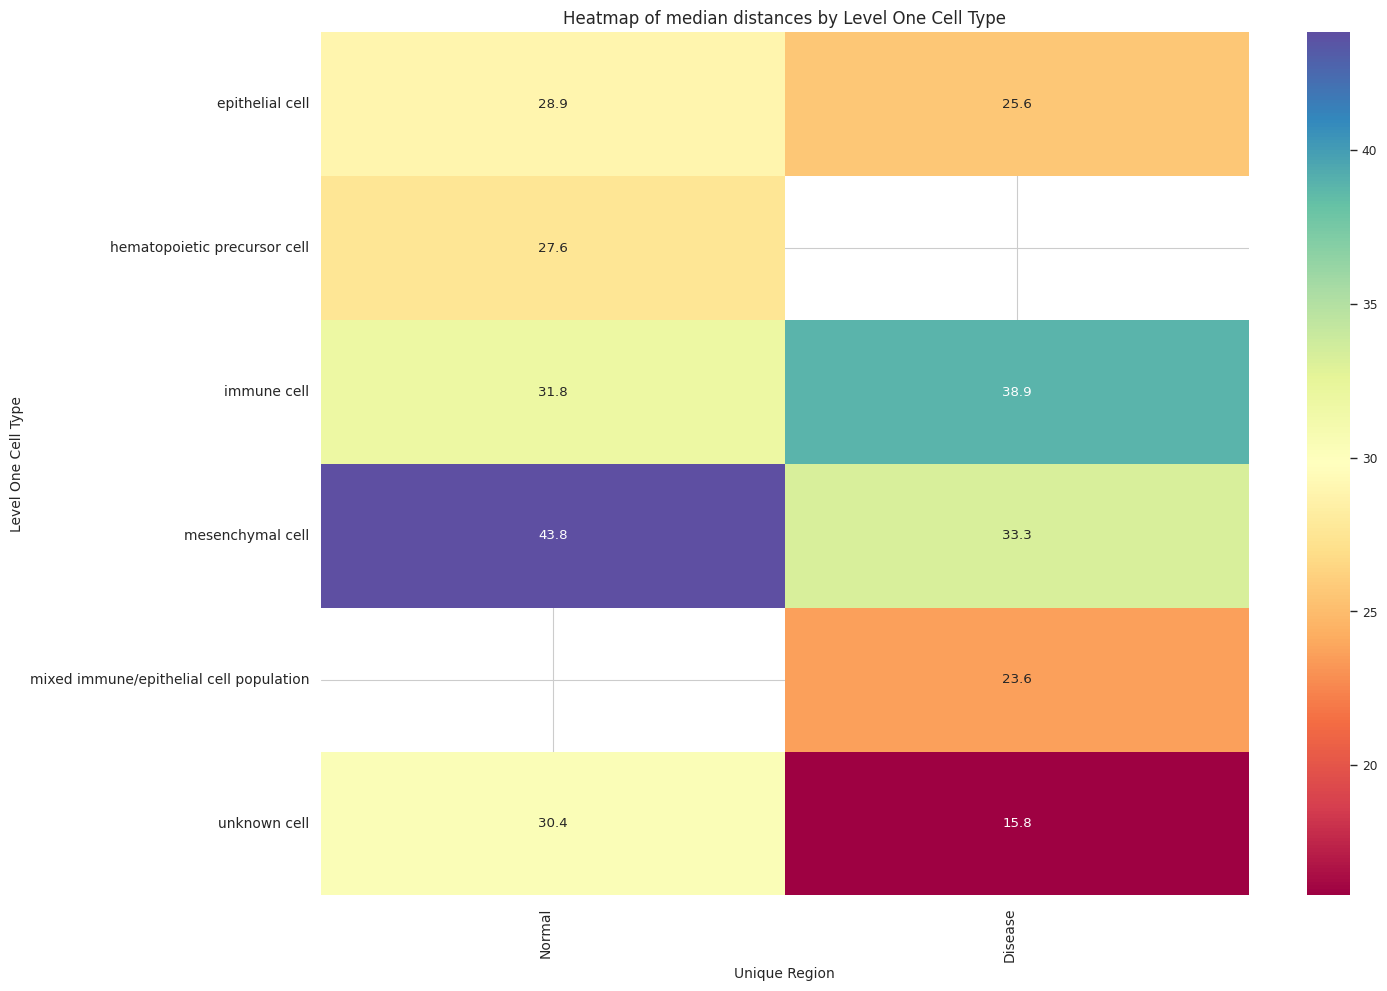 Heatmap of median distances by Level One Cell Type
Level One Cell Type
epithelial cell
28.9
25.6
hematopoietic precursor cell
27.6
immune cell
31.8
38.9
mesenchymal cell
43.8
33.3
mixed immune/epithelial cell population
23.6
unknown cell
30.4
15.8
Normal
Disease
Unique Region
40
35
30
25
20